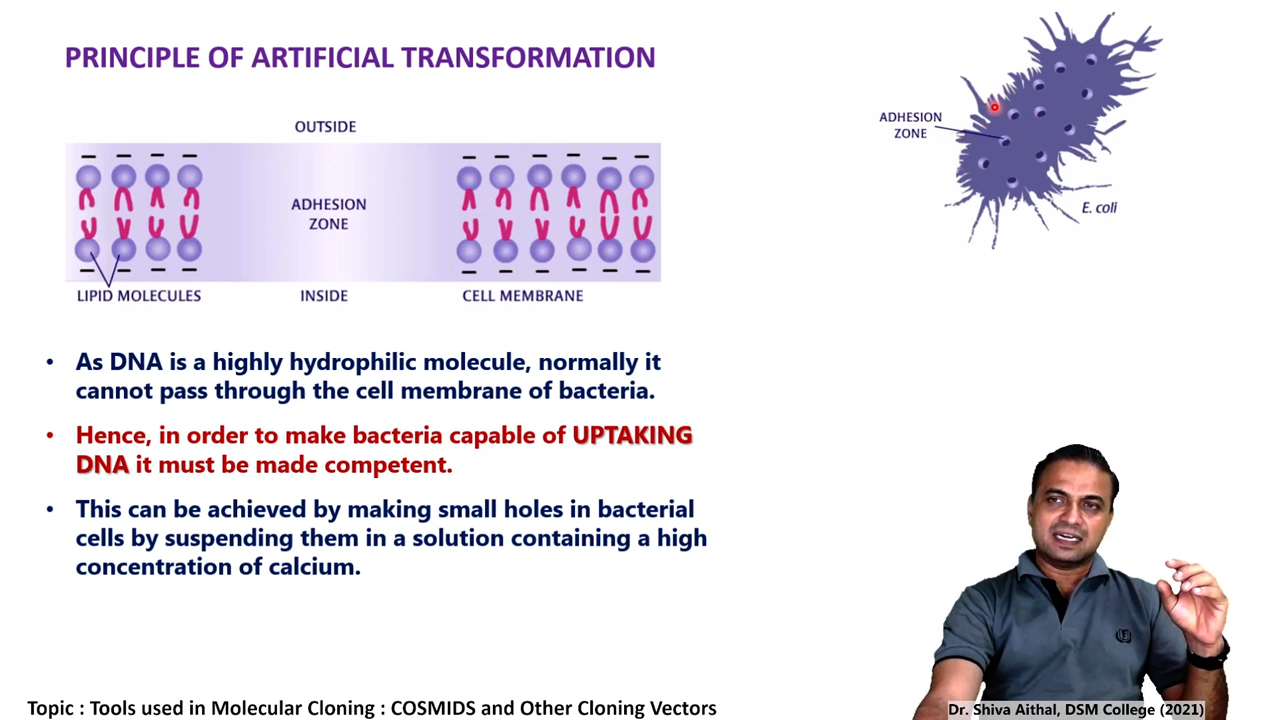 PRINCIPLE OF ARTIFICIAL TRANSFORMATION
OUTSIDE
ADHESION
ZONE
LIPID MOLECULES
INSIDE
CELL MEMBRANE
ADHESION
ZONE
E. coli
• As DNA is a highly hydrophilic molecule, normally it
cannot pass through the cell membrane of bacteria.
• Hence, in order to make bacteria capable of UPTAKING
DNA it must be made competent.
• This can be achieved by making small holes in bacterial
cells by suspending them in a solution containing a high
concentration of calcium.
Topic : Tools used in Molecular Cloning : COSMIDS and Other Cloning Vectors
Dr. Shiva Aithal, DSM College (2021)